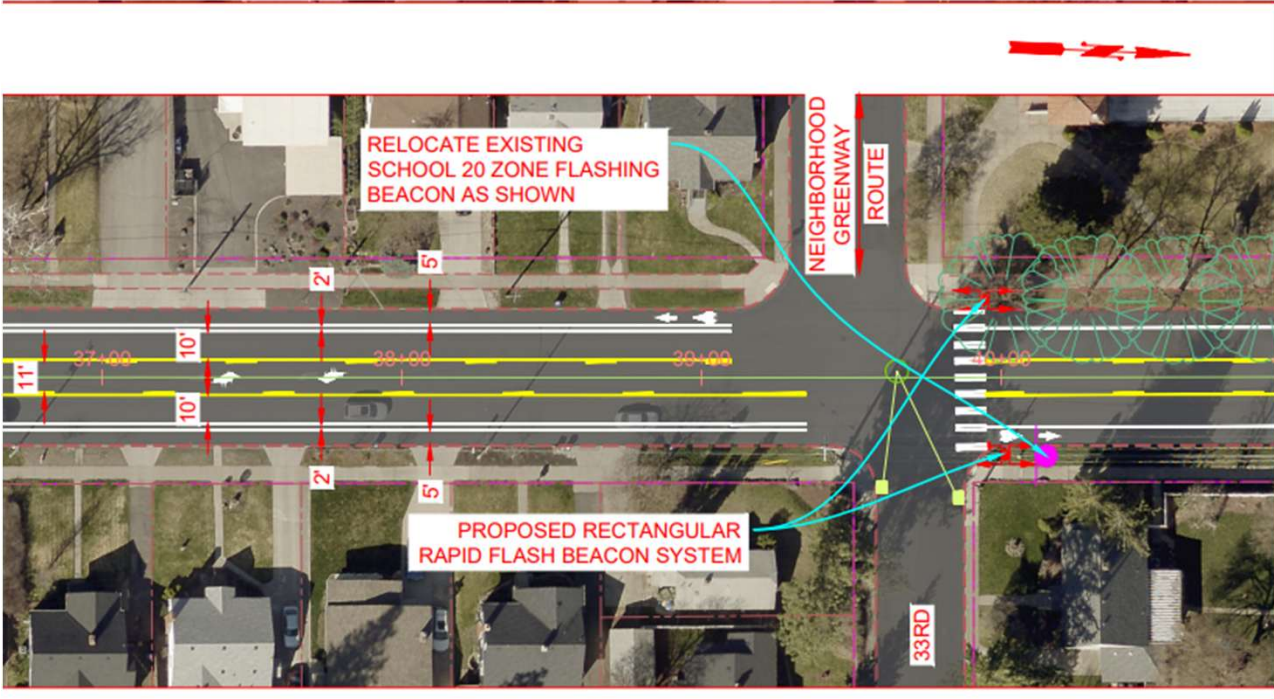 RELOCATE EXISTING
SCHOOL 20 ZONE FLASHING
BEACON AS SHOWN
NEIGHBORHOOD
GREENWAY
ROUTE
2'
5'
10'
37+00
38+00
39+00
40+00
11'
10'
2'
5'
PROPOSED RECTANGULAR
RAPID FLASH BEACON SYSTEM
33RD